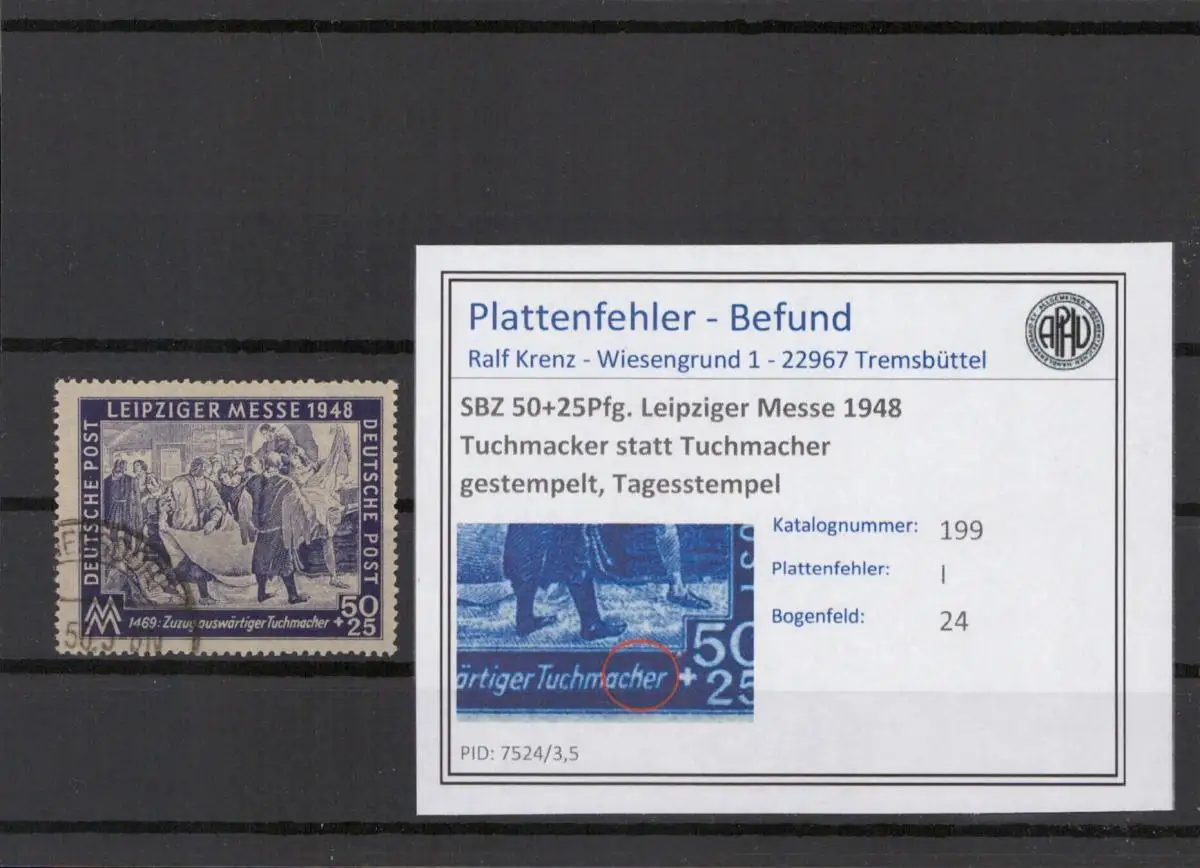 LEIPZIGER MESSE 1948
DEUTSCHE POST
DEUTSCHE POST
1469: Zuzug auswärtiger Tuchmacher
+ 50
25
Plattenfehler - Befund
Ralf Krenz - Wiesengrund 1 - 22967 Tremsbüttel
APHV
SBZ 50+25Pfg. Leipziger Messe 1948
Tuchmacker statt Tuchmacher
gestempelt, Tagesstempel
Katalognummer: 199
Plattenfehler: I
Bogenfeld: 24
ärtiger Tuchmacker
+ 50
25
PID: 7524/3,5